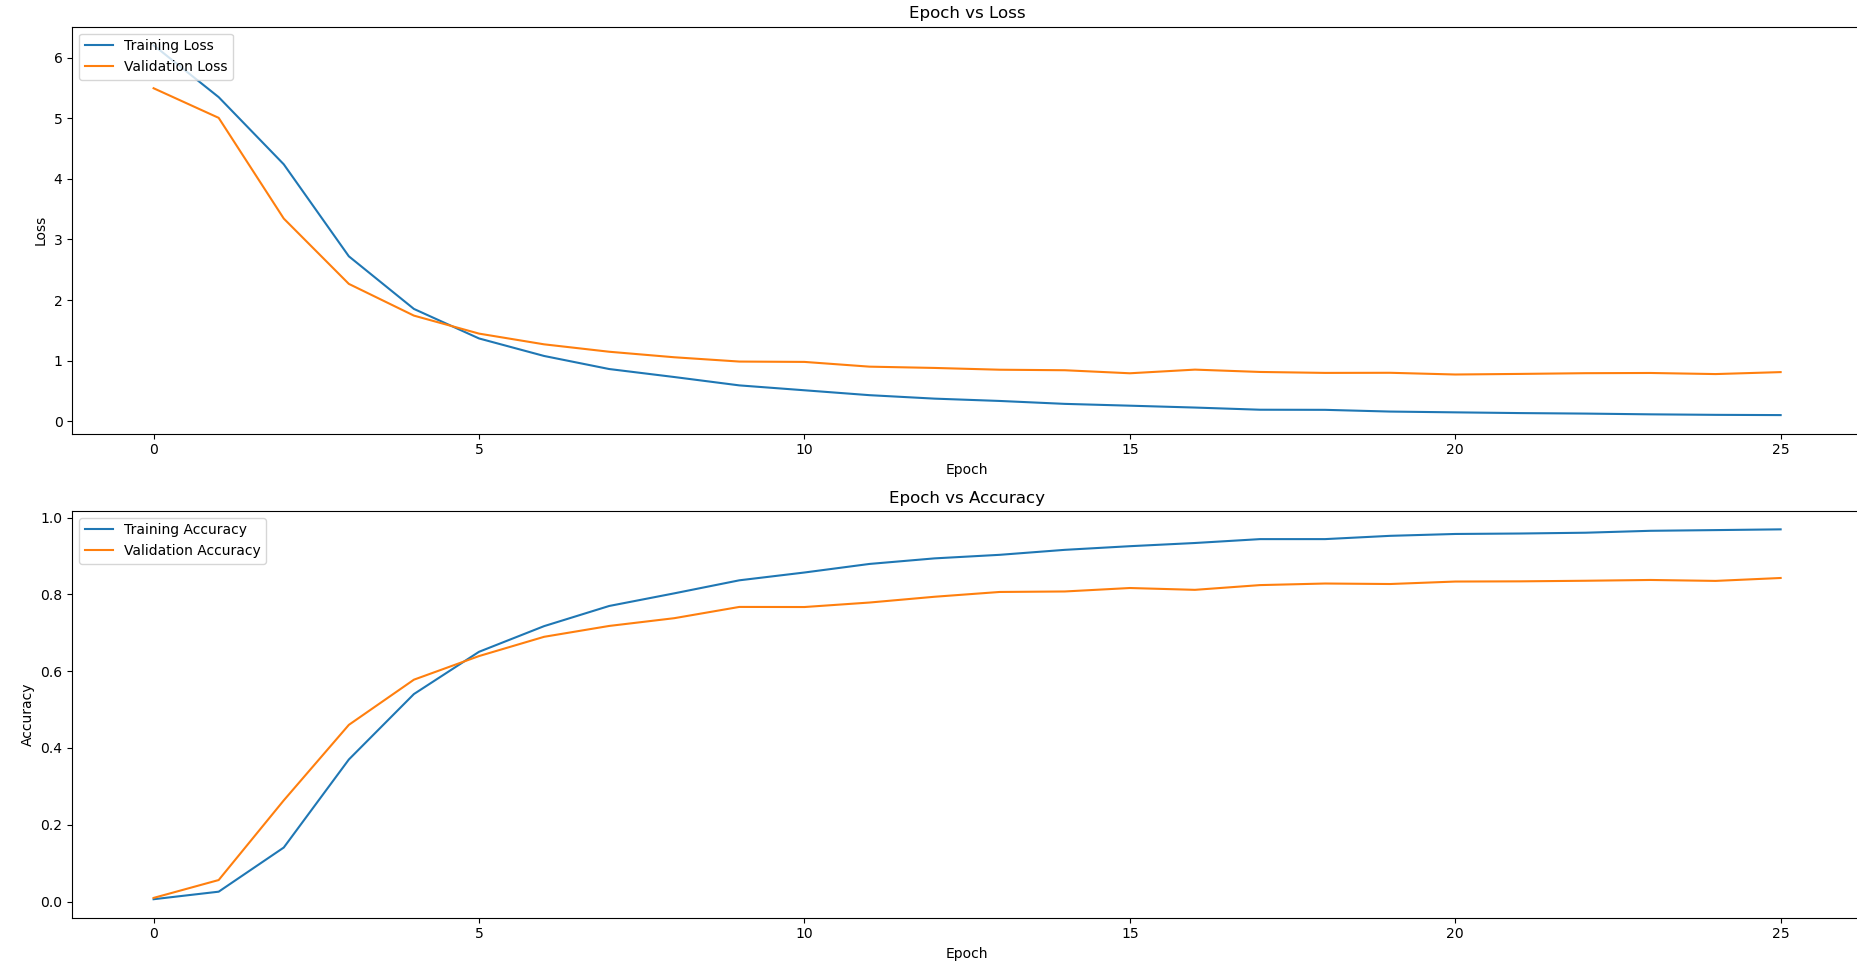 Epoch vs Loss
Training Loss
Validation Loss
6
5
4
3
2
1
0
Loss
0 5 10 15 20 25
Epoch
Epoch vs Accuracy
Training Accuracy
Validation Accuracy
1.0
0.8
0.6
0.4
0.2
0.0
Accuracy
0 5 10 15 20 25
Epoch